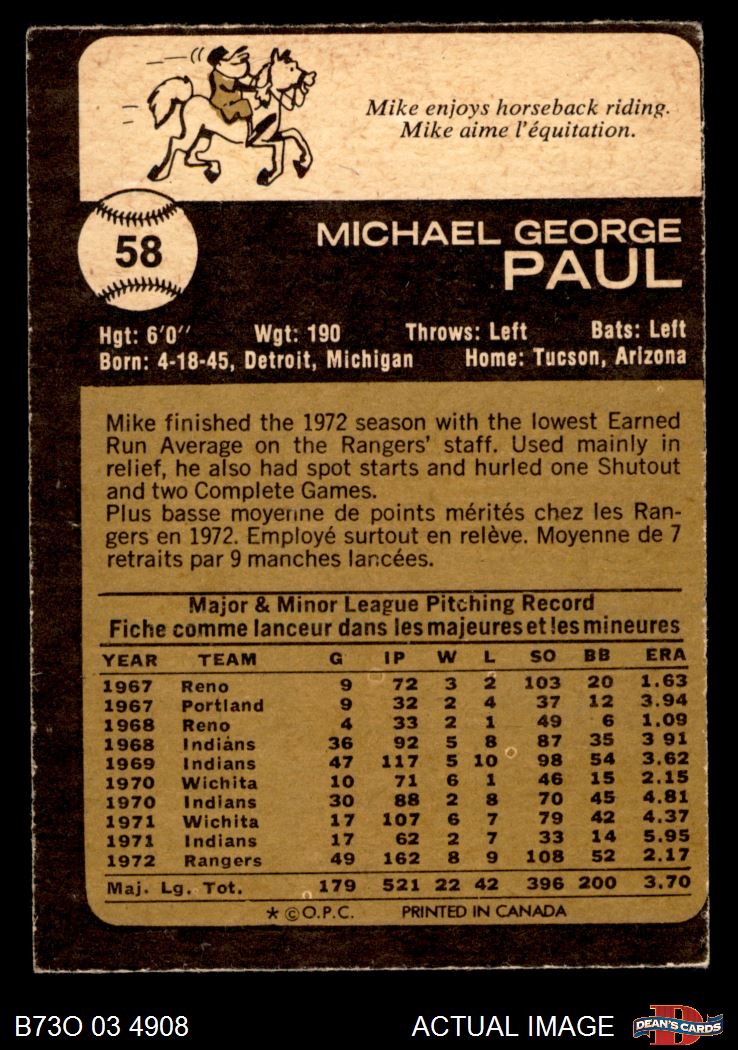 Mike enjoys horseback riding.
Mike aime l'équitation.
58
MICHAEL GEORGE
PAUL
Hgt: 6'0" Wgt: 190 Throws: Left Bats: Left
Born: 4-18-45, Detroit, Michigan Home: Tucson, Arizona
Mike finished the 1972 season with the lowest Earned
Run Average on the Rangers' staff. Used mainly in
relief, he also had spot starts and hurled one Shutout
and two Complete Games.
Plus basse moyenne de points mérités chez les Ran-
gers en 1972. Employé surtout en relève. Moyenne de 7
retraits par 9 manches lancées.
Major & Minor League Pitching Record
Fiche comme lanceur dans les majeures et les mineures
YEAR TEAM G IP W L SO BB ERA
1967 Reno 9 72 3 2 103 20 1.63
1967 Portland 9 32 2 4 37 12 3.94
1968 Reno 4 33 2 1 49 6 1.09
1968 Indians 36 92 5 8 87 35 3 91
1969 Indians 47 117 5 10 98 54 3.62
1970 Wichita 10 71 6 1 46 15 2.15
1970 Indians 30 88 2 8 70 45 4.81
1971 Wichita 17 107 6 7 79 42 4.37
1971 Indians 17 62 2 7 33 14 5.95
1972 Rangers 49 162 8 9 108 52 2.17
Maj. Lg. Tot. 179 521 22 42 396 200 3.70
* © O.P.C. PRINTED IN CANADA
B73O 03 4908 ACTUAL IMAGE D DEAN'S CARDS